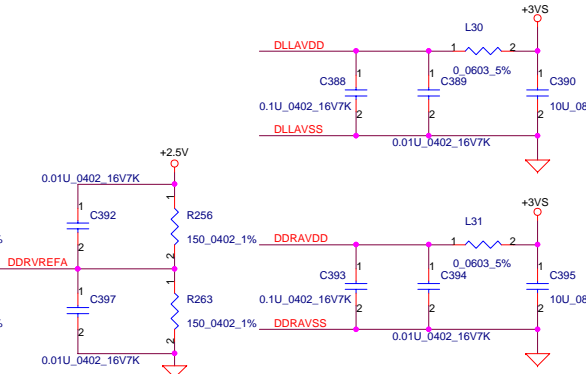 +3VS
L30
DLLAVDD
1
2
0_0603_5%
C388
1
2
0.1U_0402_16V7K
C389
1
2
0.01U_0402_16V7K
C390
1
2
10U_08
DLLAVSS
+2.5V
0.01U_0402_16V7K
C392
1
2
R256
1
2
150_0402_1%
DDRVREFA
%
C397
1
2
R263
1
2
150_0402_1%
%
0.01U_0402_16V7K
+3VS
L31
DDRAVDD
1
2
0_0603_5%
C393
1
2
0.1U_0402_16V7K
C394
1
2
0.01U_0402_16V7K
C395
1
2
10U_08
DDRAVSS